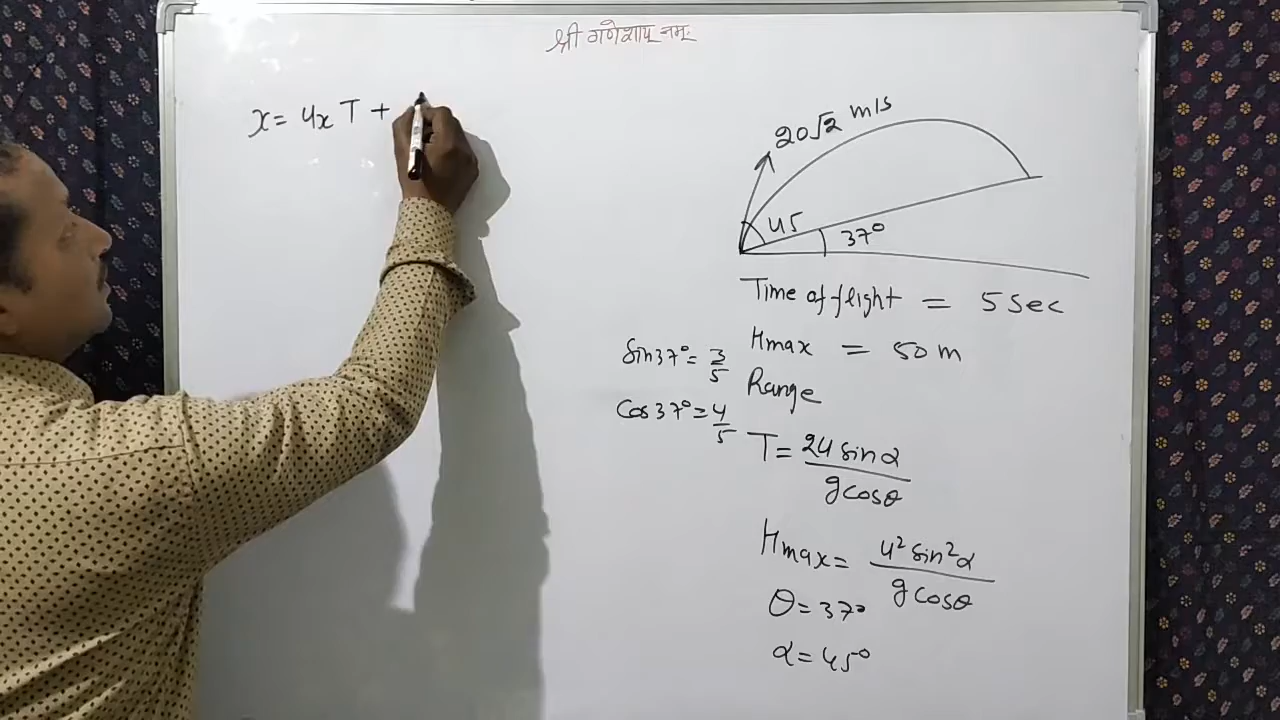 श्री गणेशाय नमः
x= ux T +
20√2 m/s
45
37°
Time of flight = 5 Sec
Hmax = 50 m
Sin37°= 3/5
Range
Cos37°= 4/5
T= 2u sinα / g cosθ
Hmax= u² sin²α / g cosθ
θ=37°
α=45°